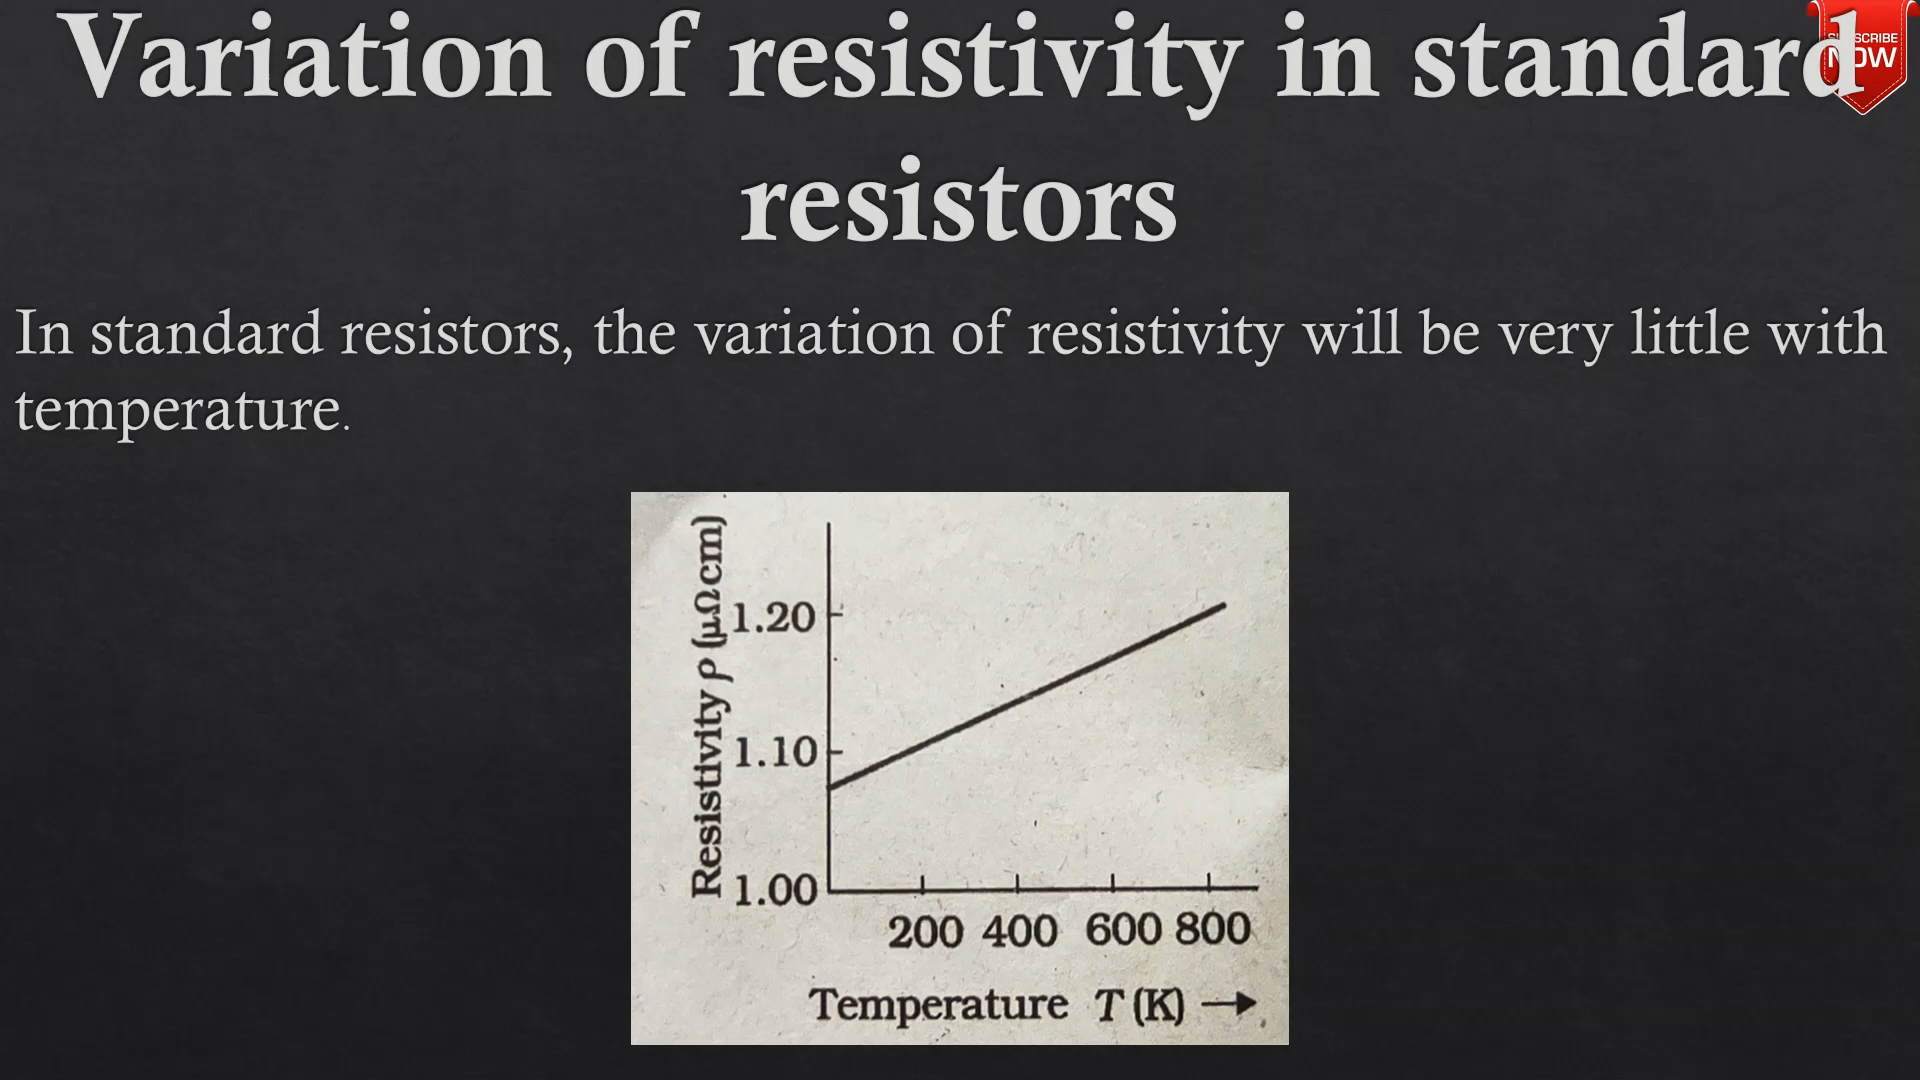 Variation of resistivity in standard
resistors
SUBSCRIBE
NOW
In standard resistors, the variation of resistivity will be very little with
temperature.
Resistivity ρ (μΩcm)
1.20
1.10
1.00
200 400 600 800
Temperature T (K)